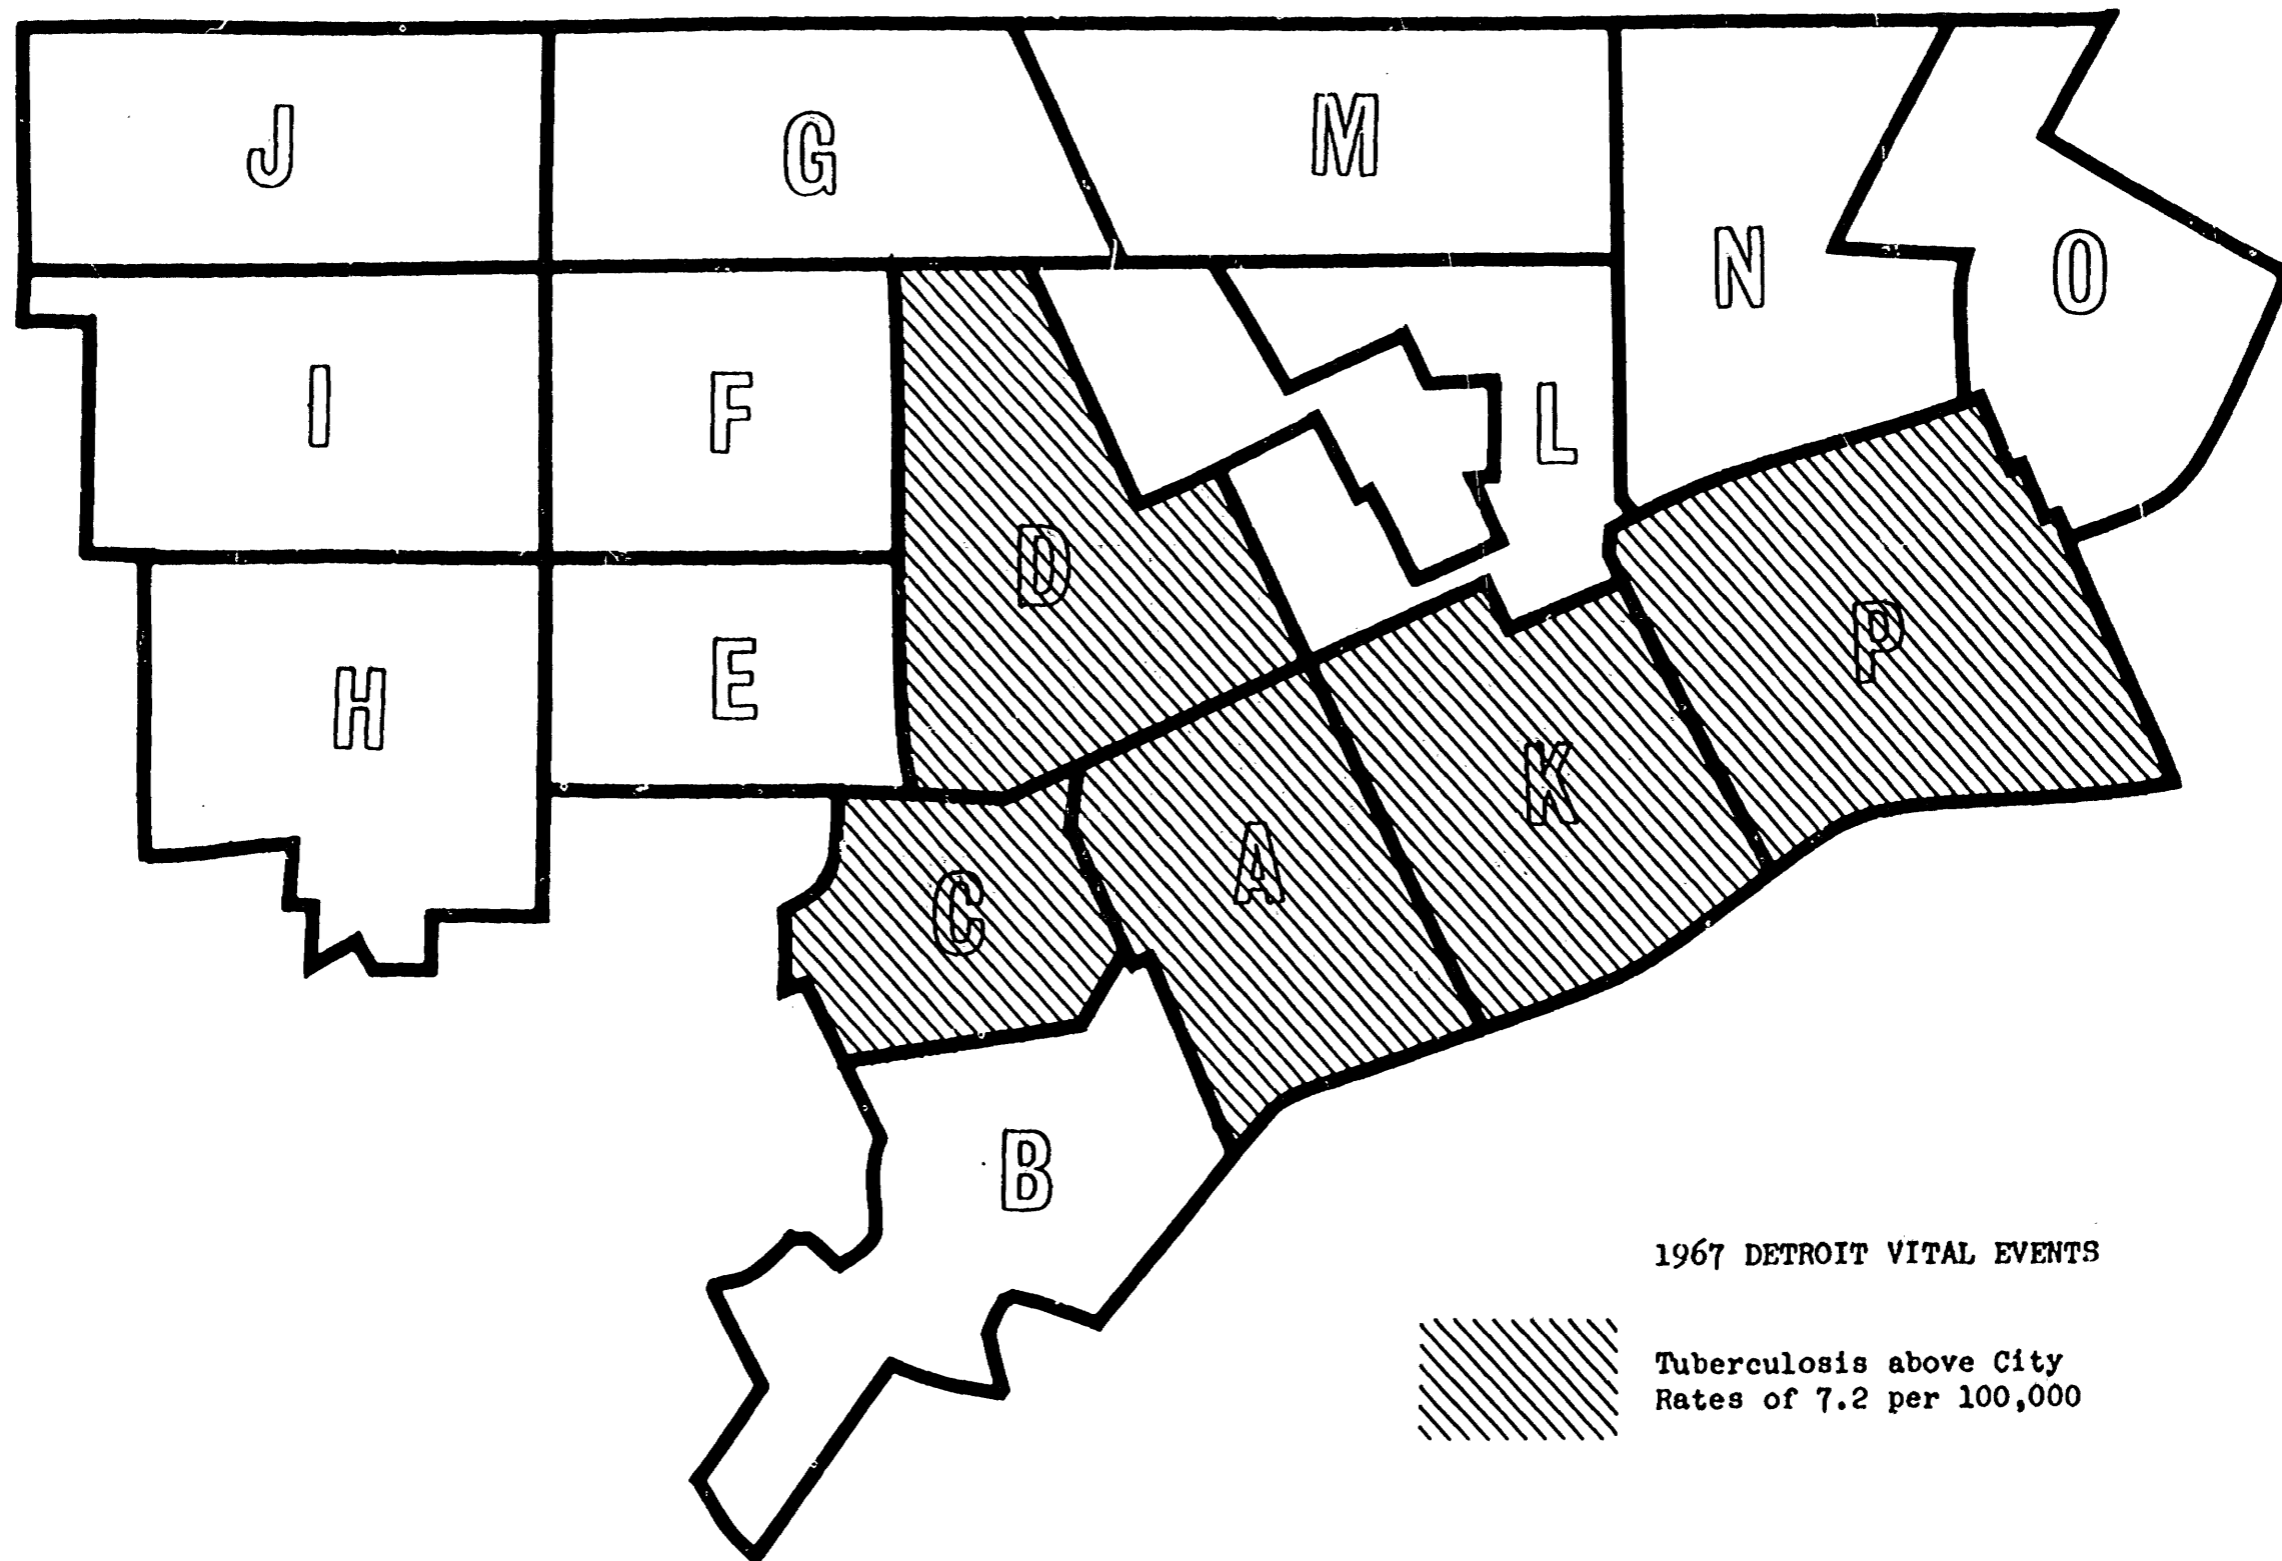 J
G
M
N
O
I
F
L
D
P
H
E
K
A
C
B
1967 DETROIT VITAL EVENTS
Tuberculosis above City
Rates of 7.2 per 100,000